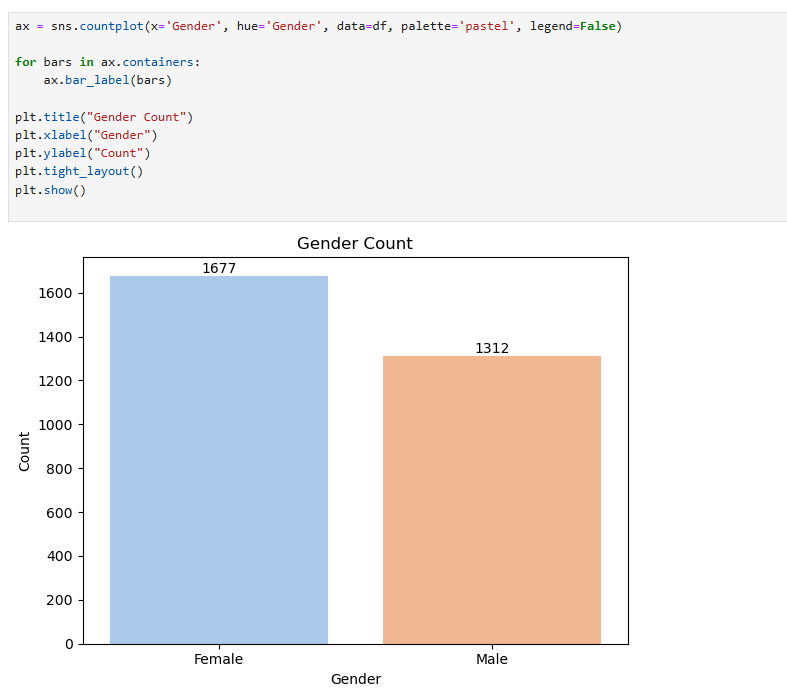 ax = sns.countplot(x='Gender', hue='Gender', data=df, palette='pastel', legend=False)
for bars in ax.containers:
    ax.bar_label(bars)
plt.title("Gender Count")
plt.xlabel("Gender")
plt.ylabel("Count")
plt.tight_layout()
plt.show()
Gender Count
1677
1312
1600
1400
1200
1000
800
600
400
200
0
Count
Female Male
Gender